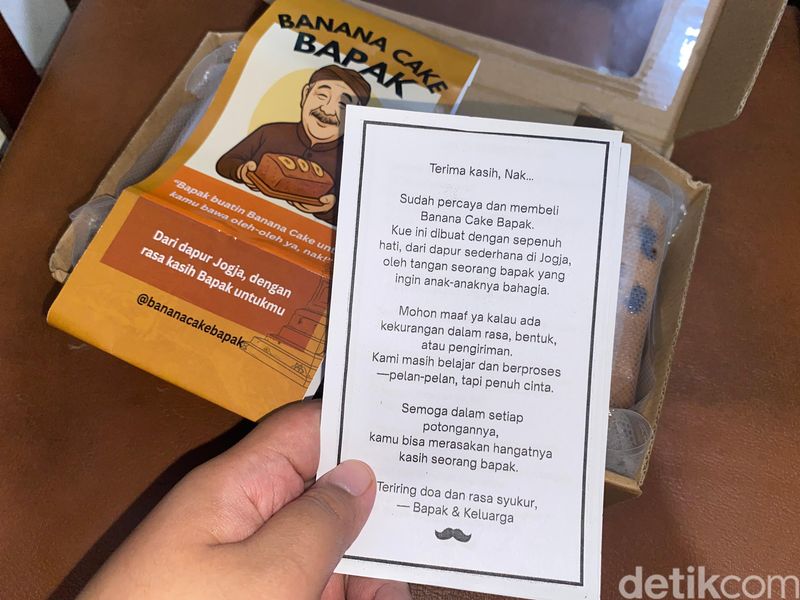 BANANA CAKE
BAPAK
"Bapak buatin Banana Cake unt
kamu bawa oleh-oleh ya, nak!"
Dari dapur Jogja, dengan
rasa kasih Bapak untukmu
@bananacakebapak
Terima kasih, Nak...
Sudah percaya dan membeli
Banana Cake Bapak.
Kue ini dibuat dengan sepenuh
hati, dari dapur sederhana di Jogja,
oleh tangan seorang bapak yang
ingin anak-anaknya bahagia.
Mohon maaf ya kalau ada
kekurangan dalam rasa, bentuk,
atau pengiriman.
Kami masih belajar dan berproses
—pelan-pelan, tapi penuh cinta.
Semoga dalam setiap
potongannya,
kamu bisa merasakan hangatnya
kasih seorang bapak.
Teriring doa dan rasa syukur,
— Bapak & Keluarga
detikcom